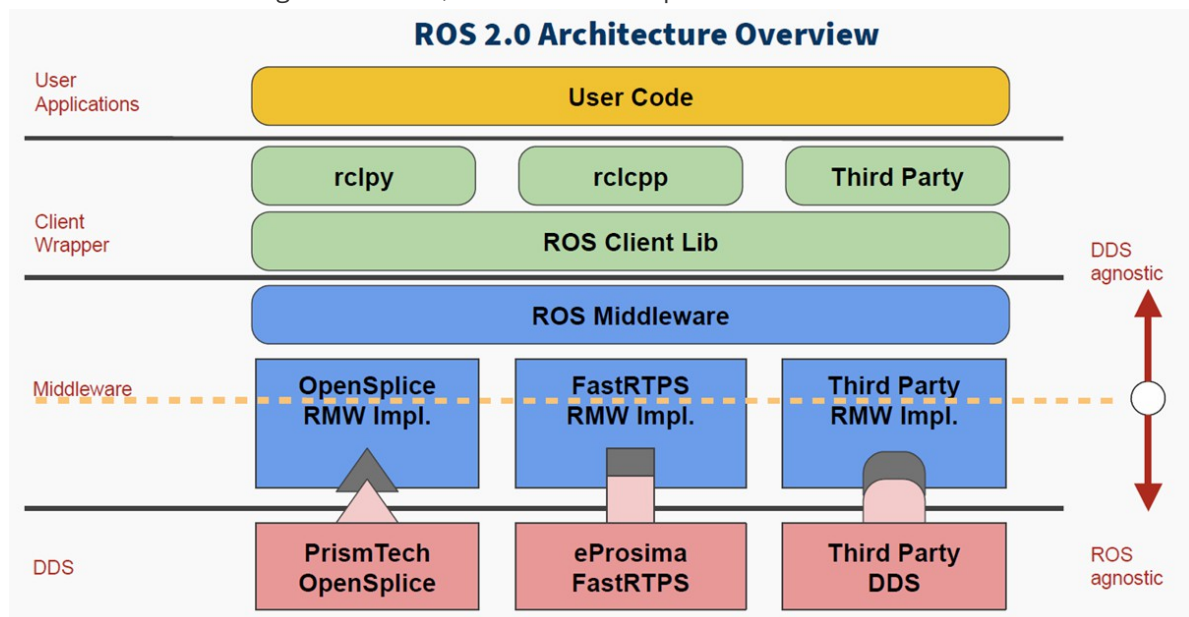 ROS 2.0 Architecture Overview
User
Applications
User Code
rclpy
rclcpp
Third Party
Client
Wrapper
ROS Client Lib
DDS
agnostic
ROS Middleware
Middleware
OpenSplice
RMW Impl.
FastRTPS
RMW Impl.
Third Party
RMW Impl.
DDS
PrismTech
OpenSplice
eProsima
FastRTPS
Third Party
DDS
ROS
agnostic